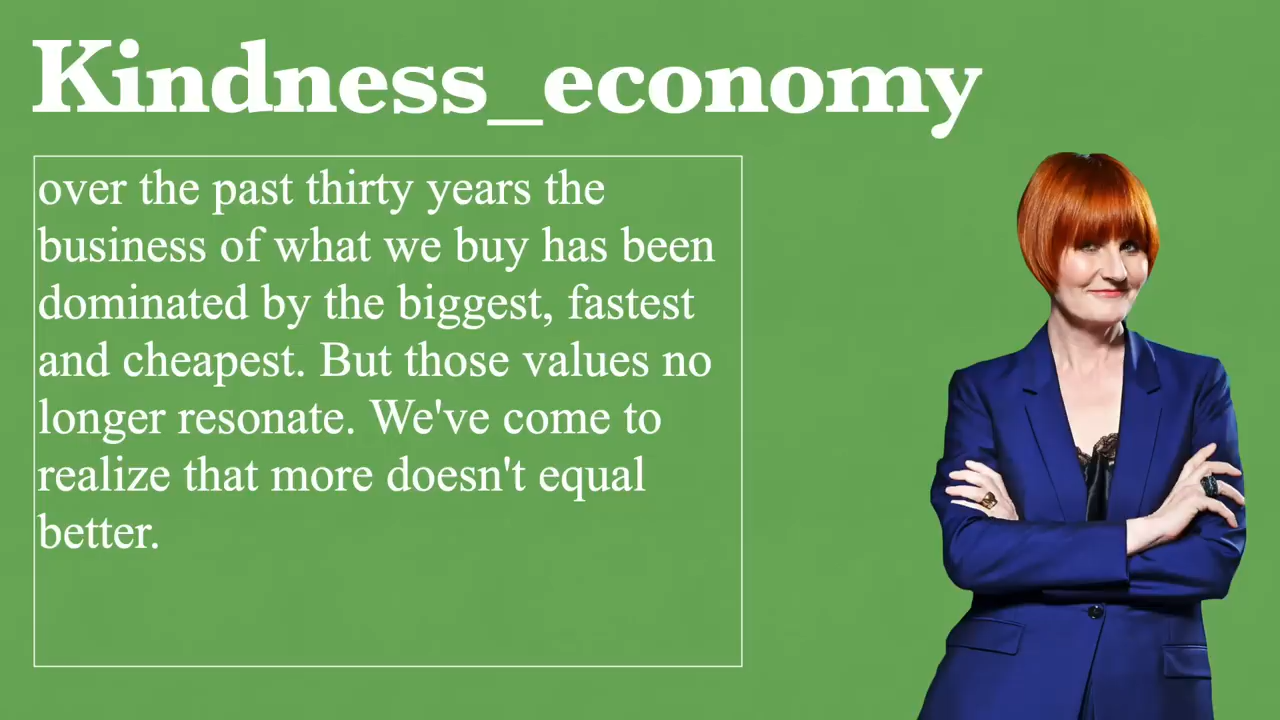 Kindness_economy
over the past thirty years the
business of what we buy has been
dominated by the biggest, fastest
and cheapest. But those values no
longer resonate. We've come to
realize that more doesn't equal
better.